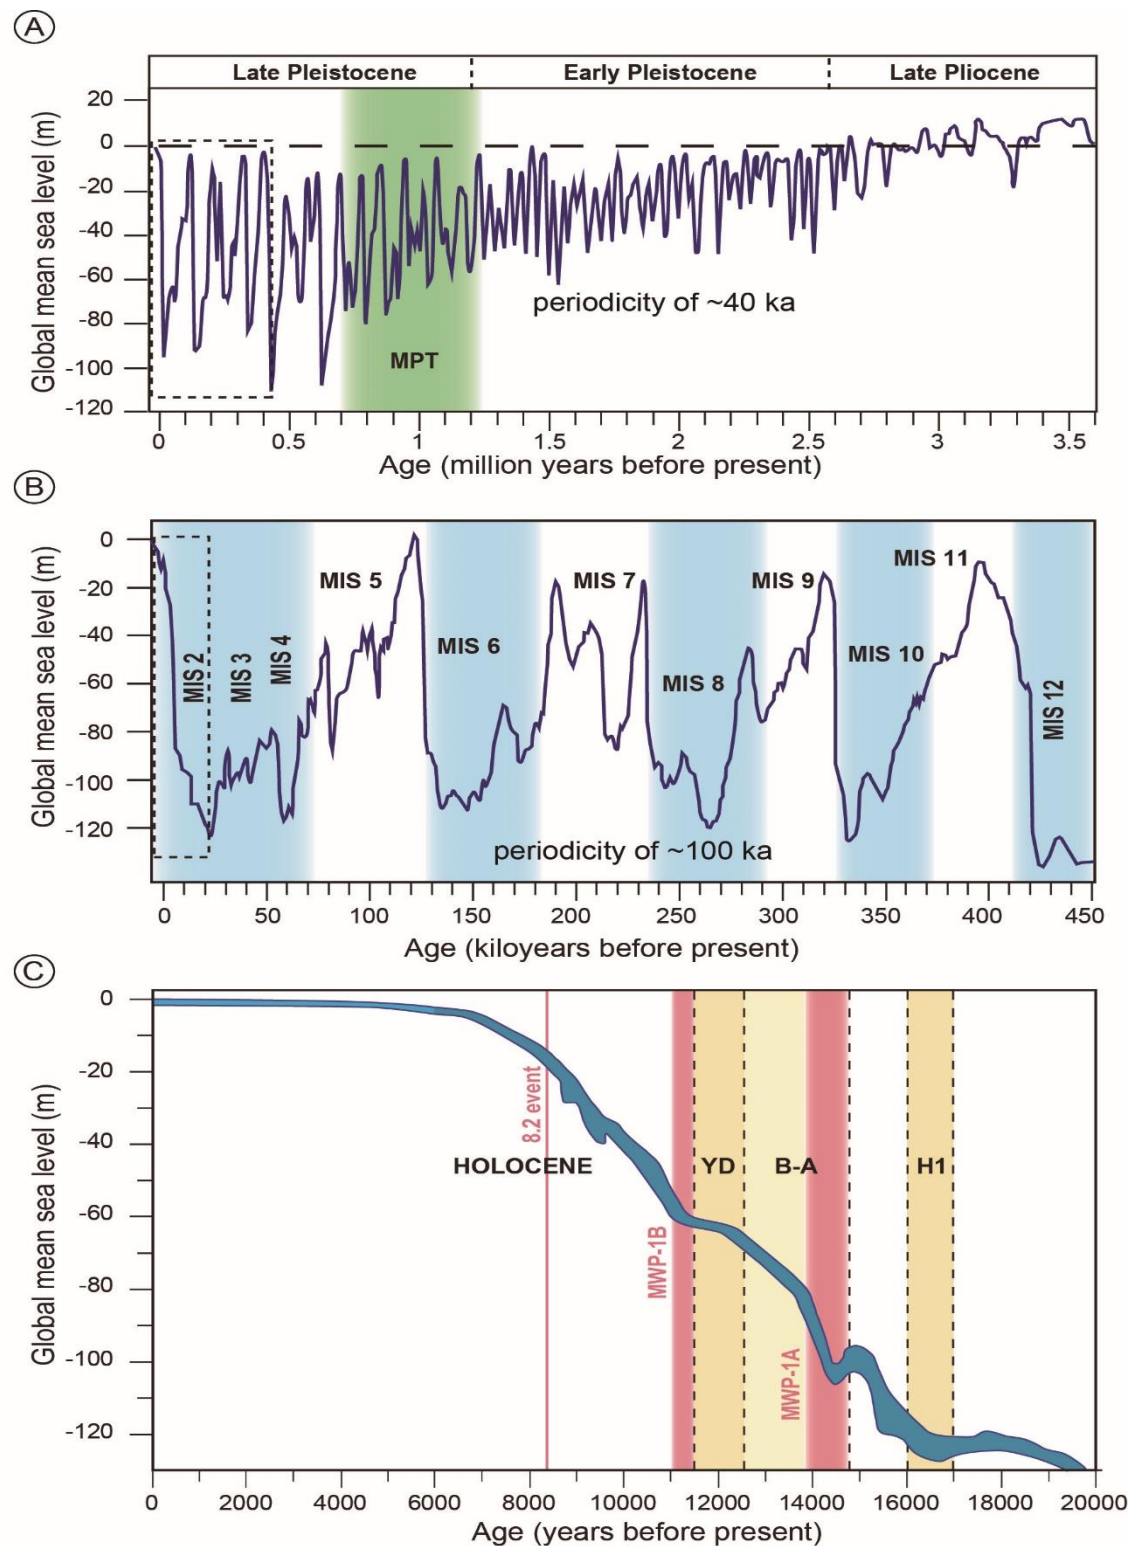 A
Late Pleistocene Early Pleistocene Late Pliocene
Global mean sea level (m)
20
0
-20
-40
-60
-80
-100
-120
periodicity of ~40 ka
MPT
0 0.5 1 1.5 2 2.5 3 3.5
Age (million years before present)
B
Global mean sea level (m)
0
-20
-40
-60
-80
-100
-120
MIS 2
MIS 3
MIS 4
MIS 5
MIS 6
MIS 7
MIS 8
MIS 9
MIS 10
MIS 11
MIS 12
periodicity of ~100 ka
0 50 100 150 200 250 300 350 400 450
Age (kiloyears before present)
C
Global mean sea level (m)
0
-20
-40
-60
-80
-100
-120
8.2 event
HOLOCENE
MWP-1B
YD
B-A
MWP-1A
H1
0 2000 4000 6000 8000 10000 12000 14000 16000 18000 20000
Age (years before present)